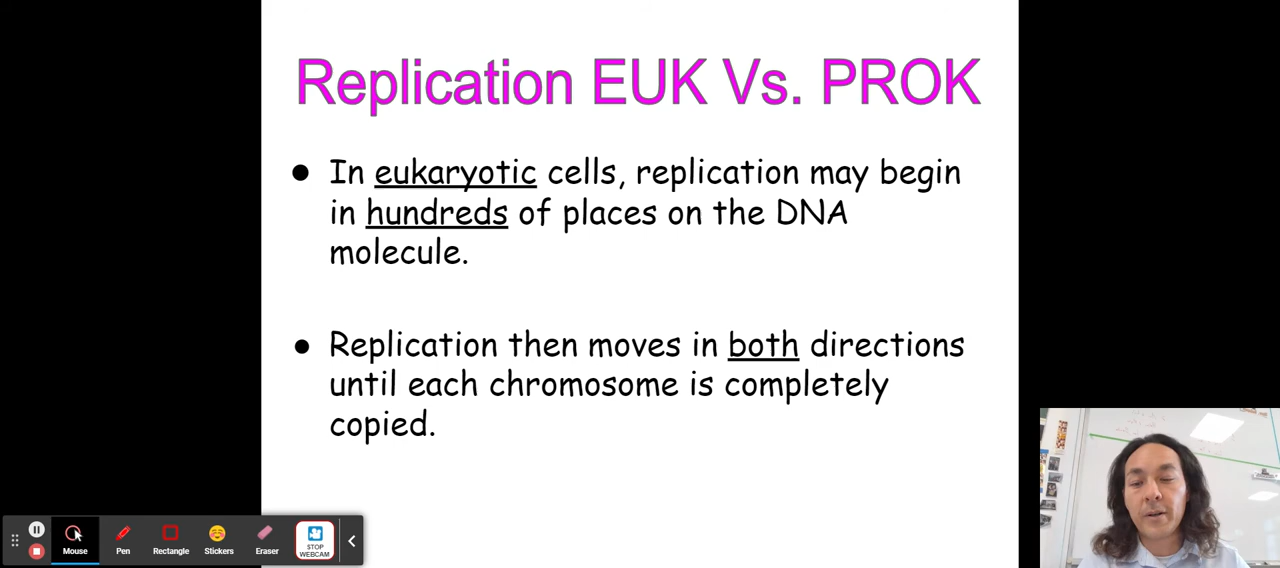 Replication EUK Vs. PROK
● In eukaryotic cells, replication may begin
in hundreds of places on the DNA
molecule.
● Replication then moves in both directions
until each chromosome is completely
copied.
Mouse
Pen
Rectangle
Stickers
Eraser
STOP
WEBCAM